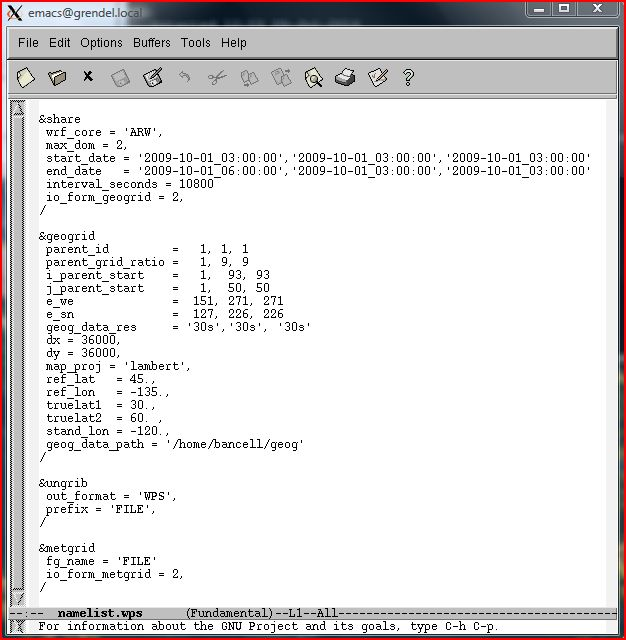 emacs@grendel.local
File Edit Options Buffers Tools Help
&share
wrf_core = 'ARW',
max_dom = 2,
start_date = '2009-10-01_03:00:00','2009-10-01_03:00:00','2009-10-01_03:00:00'
end_date   = '2009-10-01_06:00:00','2009-10-01_03:00:00','2009-10-01_03:00:00'
interval_seconds = 10800
io_form_geogrid = 2,
/
&geogrid
parent_id         =   1,  1, 1
parent_grid_ratio =   1, 9, 9
i_parent_start    =   1,  93, 93
j_parent_start    =   1,  50, 50
e_we              =  151, 271, 271
e_sn              =  127, 226, 226
geog_data_res     = '30s','30s', '30s'
dx = 36000,
dy = 36000,
map_proj = 'lambert',
ref_lat   = 45.,
ref_lon   = -135.,
truelat1  = 30.,
truelat2  = 60. ,
stand_lon = -120.,
geog_data_path = '/home/bancell/geog'
/
&ungrib
out_format = 'WPS',
prefix = 'FILE',
/
&metgrid
fg_name = 'FILE'
io_form_metgrid = 2,
/
--:--  namelist.wps      (Fundamental)--L1--All----------------------------------
For information about the GNU Project and its goals, type C-h C-p.